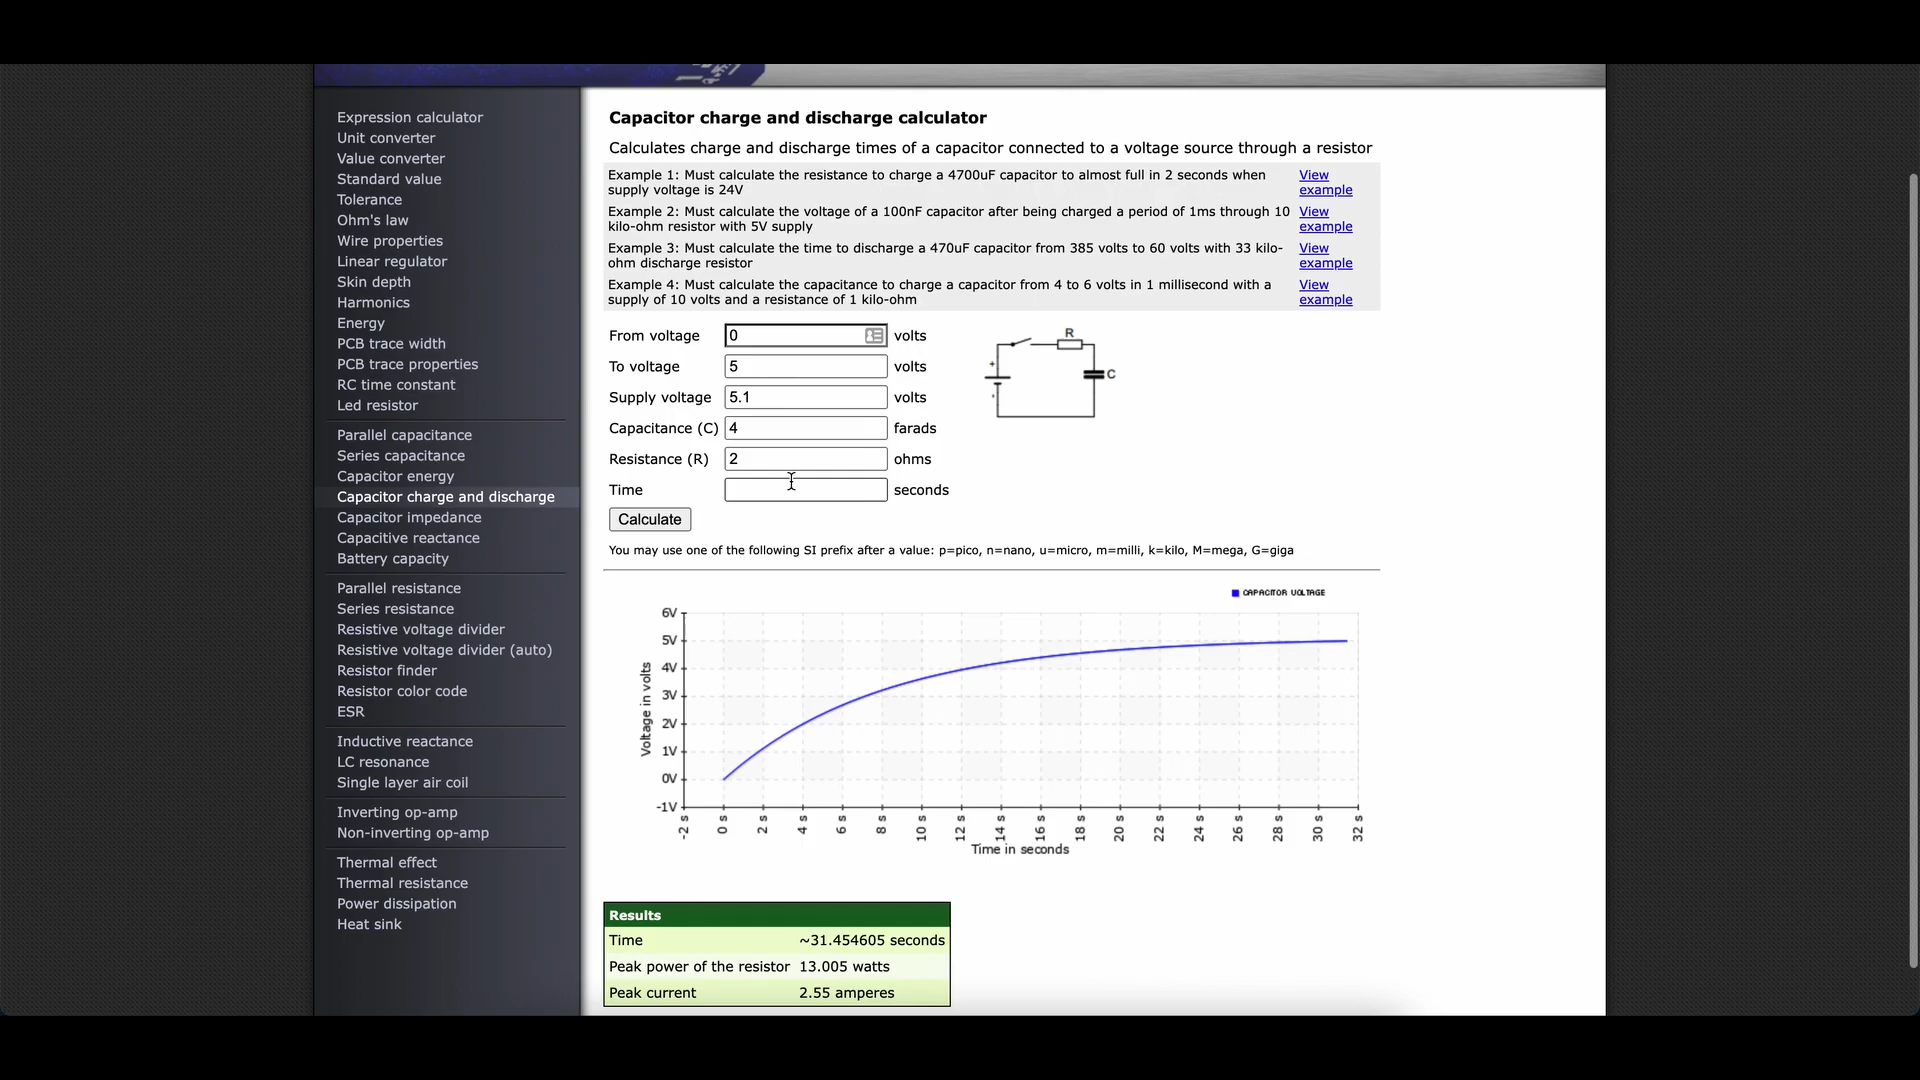 Expression calculator
Unit converter
Value converter
Standard value
Tolerance
Ohm's law
Wire properties
Linear regulator
Skin depth
Harmonics
Energy
PCB trace width
PCB trace properties
RC time constant
Led resistor
Parallel capacitance
Series capacitance
Capacitor energy
Capacitor charge and discharge
Capacitor impedance
Capacitive reactance
Battery capacity
Parallel resistance
Series resistance
Resistive voltage divider
Resistive voltage divider (auto)
Resistor finder
Resistor color code
ESR
Inductive reactance
LC resonance
Single layer air coil
Inverting op-amp
Non-inverting op-amp
Thermal effect
Thermal resistance
Power dissipation
Heat sink
Capacitor charge and discharge calculator
Calculates charge and discharge times of a capacitor connected to a voltage source through a resistor
Example 1: Must calculate the resistance to charge a 4700uF capacitor to almost full in 2 seconds when View
supply voltage is 24V example
Example 2: Must calculate the voltage of a 100nF capacitor after being charged a period of 1ms through 10 View
kilo-ohm resistor with 5V supply example
Example 3: Must calculate the time to discharge a 470uF capacitor from 385 volts to 60 volts with 33 kilo- View
ohm discharge resistor example
Example 4: Must calculate the capacitance to charge a capacitor from 4 to 6 volts in 1 millisecond with a View
supply of 10 volts and a resistance of 1 kilo-ohm example
From voltage 0 volts
To voltage 5 volts
Supply voltage 5.1 volts
Capacitance (C) 4 farads
Resistance (R) 2 ohms
Time seconds
R
+
C
-
Calculate
You may use one of the following SI prefix after a value: p=pico, n=nano, u=micro, m=milli, k=kilo, M=mega, G=giga
CAPACITOR VOLTAGE
Voltage in volts
6V
5V
4V
3V
2V
1V
0V
-1V
-2 s 0 s 2 s 4 s 6 s 8 s 10 s 12 s 14 s 16 s 18 s 20 s 22 s 24 s 26 s 28 s 30 s 32 s
Time in seconds
Results
Time ~31.454605 seconds
Peak power of the resistor 13.005 watts
Peak current 2.55 amperes